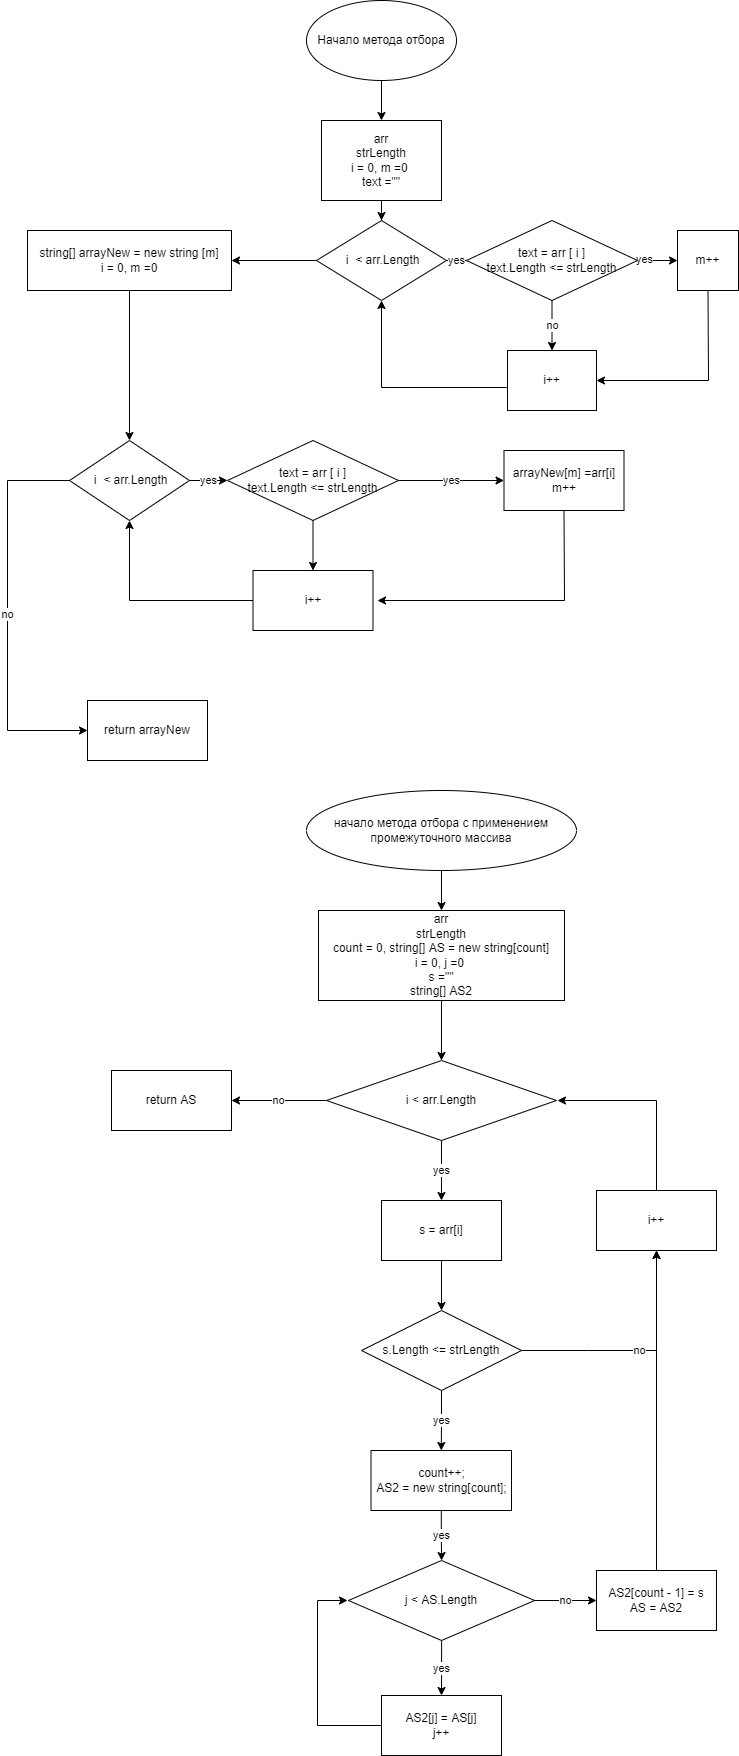 Начало метода отбора
arr
strLength
i = 0, m =0
text =""
string[] arrayNew = new string [m]
i = 0, m =0
i < arr.Length
yes
text = arr [ i ]
text.Length <= strLength
yes
m++
no
i++
i < arr.Length
yes
text = arr [ i ]
text.Length <= strLength
yes
arrayNew[m] =arr[i]
m++
i++
no
return arrayNew
начало метода отбора с применением
промежуточного массива
arr
strLength
count = 0, string[] AS = new string[count]
i = 0, j =0
s =""
string[] AS2
return AS
no
i < arr.Length
yes
s = arr[i]
i++
s.Length <= strLength
no
yes
count++;
AS2 = new string[count];
yes
j < AS.Length
no
AS2[count - 1] = s
AS = AS2
yes
AS2[j] = AS[j]
j++